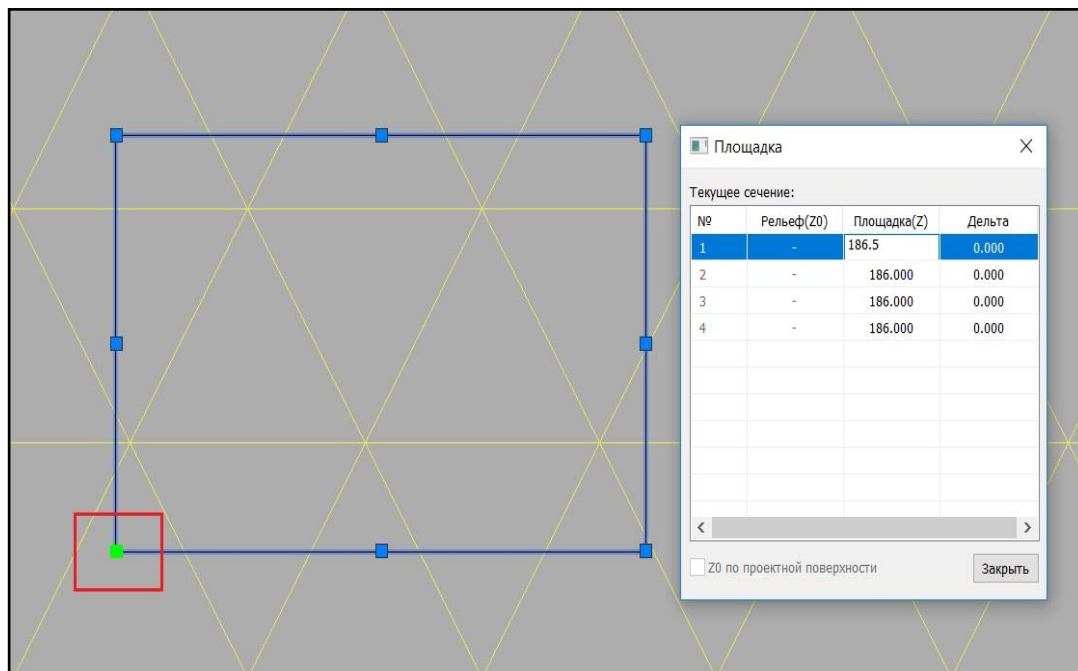 Площадка
Текущее сечение:
№ Рельеф(Z0) Площадка(Z) Дельта
1 - 186.5 0.000
2 - 186.000 0.000
3 - 186.000 0.000
4 - 186.000 0.000
Z0 по проектной поверхности Закрыть